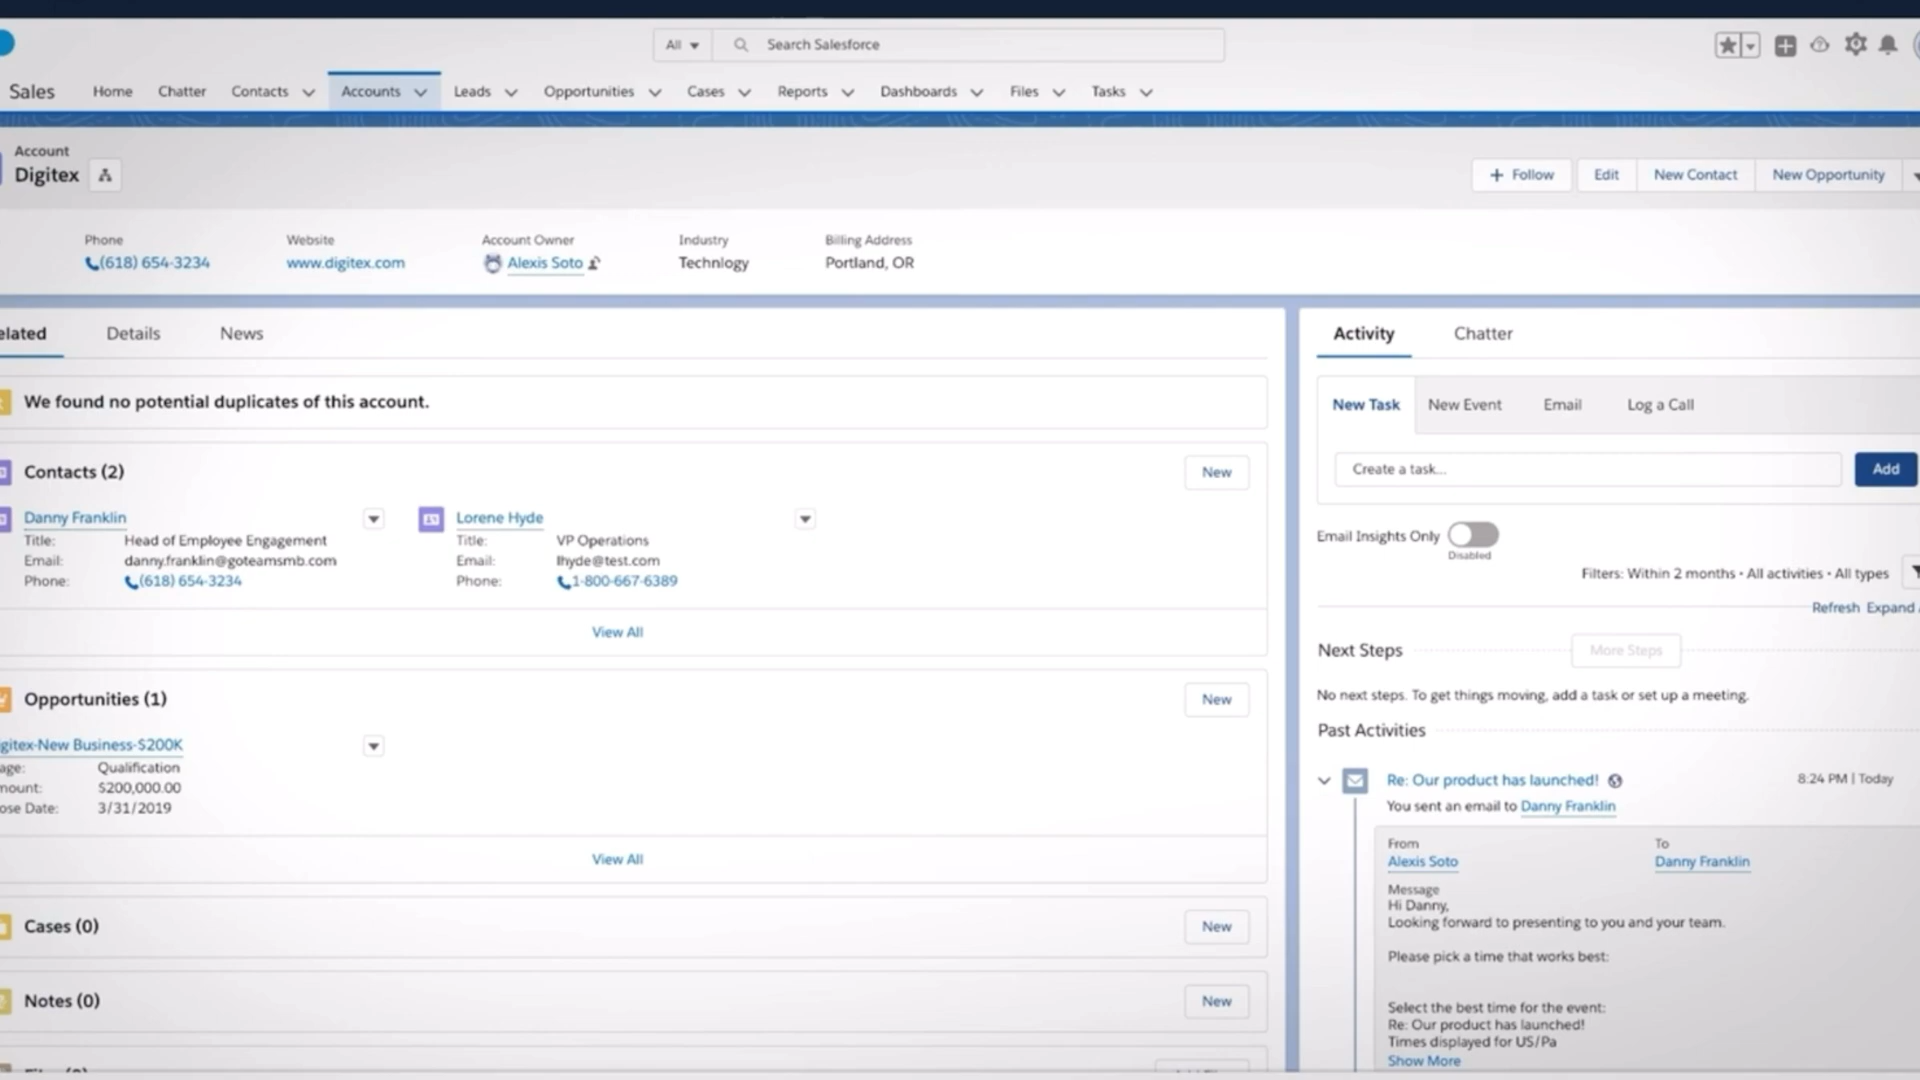 All
Search Salesforce
Sales Home Chatter Contacts Accounts Leads Opportunities Cases Reports Dashboards Files Tasks
Account
Digitex
+ Follow Edit New Contact New Opportunity
Phone Website Account Owner Industry Billing Address
(618) 654-3234 www.digitex.com Alexis Soto Technlogy Portland, OR
elated Details News
We found no potential duplicates of this account.
Contacts (2) New
Danny Franklin
Title: Head of Employee Engagement
Email: danny.franklin@goteamsmb.com
Phone: (618) 654-3234
Lorene Hyde
Title: VP Operations
Email: lhyde@test.com
Phone: 1-800-667-6389
View All
Opportunities (1) New
gitex-New Business-$200K
age: Qualification
mount: $200,000.00
ose Date: 3/31/2019
View All
Cases (0) New
Notes (0) New
Activity Chatter
New Task New Event Email Log a Call
Create a task... Add
Email Insights Only
Disabled
Filters: Within 2 months • All activities • All types
Refresh Expand
Next Steps More Steps
No next steps. To get things moving, add a task or set up a meeting.
Past Activities
Re: Our product has launched! 8:24 PM | Today
You sent an email to Danny Franklin
From To
Alexis Soto Danny Franklin
Message
Hi Danny,
Looking forward to presenting to you and your team.
Please pick a time that works best:
Select the best time for the event:
Re: Our product has launched!
Times displayed for US/Pa
Show More